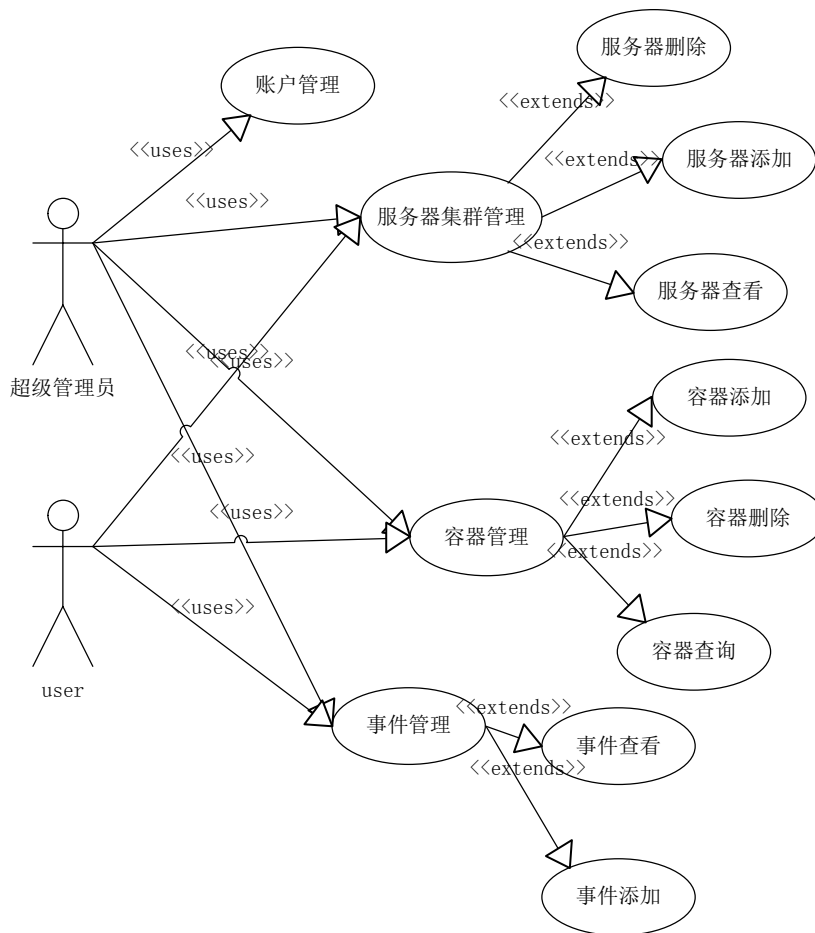 服务器删除
账户管理
<<extends>>
<<uses>>
<<extends>>
服务器添加
<<uses>>
服务器集群管理
<<extends>>
服务器查看
<<uses>>
<<uses>>
超级管理员
容器添加
<<extends>>
<<uses>>
<<uses>>
<<extends>>
容器删除
容器管理
<<extends>>
<<uses>>
容器查询
user
<<extends>>
事件管理
事件查看
<<extends>>
事件添加